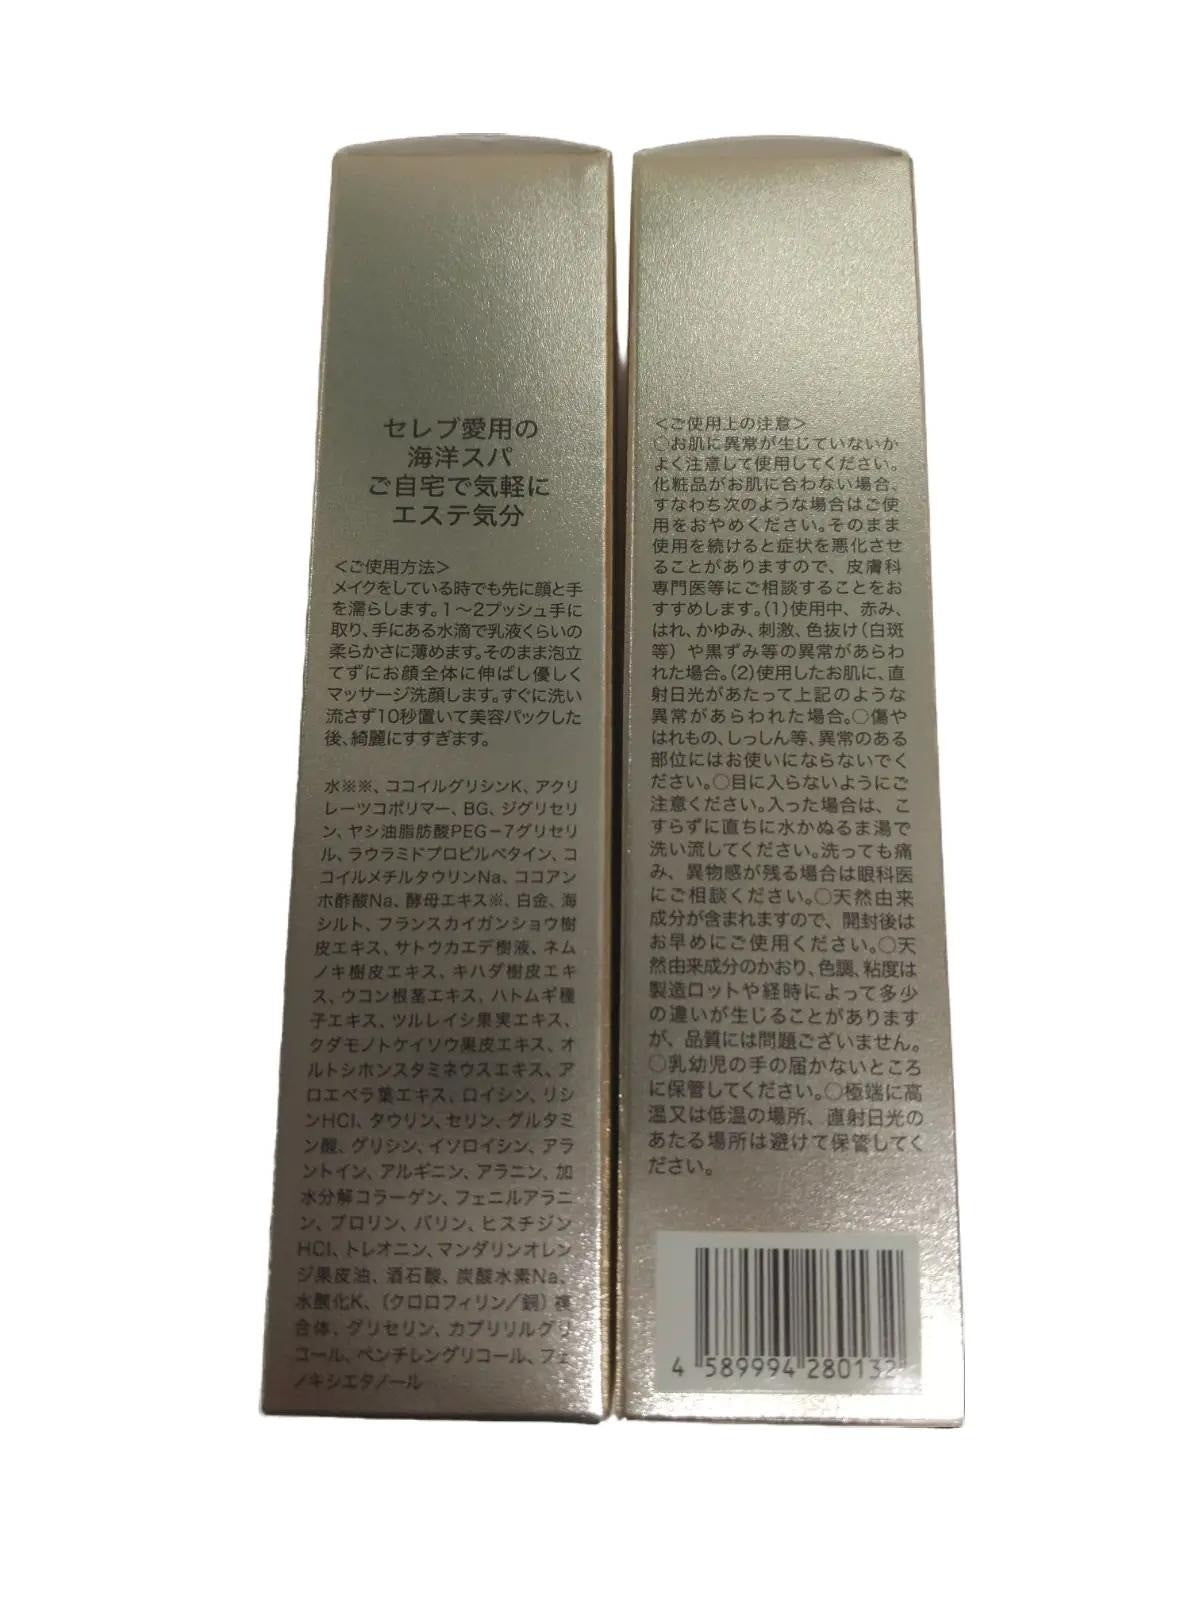 セレブ愛用の
海洋スパ
ご自宅で気軽に
エステ気分
＜ご使用方法＞
メイクをしている時でも先に顔と手
を濡らします。1～2プッシュ手に
取り、手にある水滴で乳液くらいの
柔らかさに薄めます。そのまま泡立
てずにお顔全体に伸ばし優しく
マッサージ洗顔します。すぐに洗い
流さず10秒置いて美容パックした
後、綺麗にすすぎます。
水※※、ココイルグリシンK、アクリ
レーツコポリマー、BG、ジグリセリ
ン、ヤシ油脂肪酸PEG－7グリセリ
ル、ラウラミドプロピルベタイン、コ
コイルメチルタウリンNa、ココアン
ホ酢酸Na、酵母エキス※、白金、海
シルト、フランスカイガンショウ樹
皮エキス、サトウカエデ樹液、ネム
ノキ樹皮エキス、キハダ樹皮エキ
ス、ウコン根茎エキス、ハトムギ種
子エキス、ツルレイシ果実エキス、
クダモノトケイソウ果皮エキス、オ
ルトシホンスタミネウスエキス、ア
ロエベラ葉エキス、ロイシン、リシ
ンHCl、タウリン、セリン、グルタミ
ン酸、グリシン、イソロイシン、アラ
ントイン、アルギニン、アラニン、加
水分解コラーゲン、フェニルアラニ
ン、プロリン、バリン、ヒスチジン
HCl、トレオニン、マンダリンオレン
ジ果皮油、酒石酸、炭酸水素Na、
水酸化K、（クロロフィリン／銅）複
合体、グリセリン、カプリリルグリ
コール、ペンチレングリコール、フェ
ノキシエタノール
＜ご使用上の注意＞
○お肌に異常が生じていないか
よく注意して使用してください。
化粧品がお肌に合わない場合、
すなわち次のような場合はご使
用をおやめください。そのまま
使用を続けると症状を悪化させ
ることがありますので、皮膚科
専門医等にご相談することをお
すすめします。(1)使用中、赤み、
はれ、かゆみ、刺激、色抜け（白斑
等）や黒ずみ等の異常があらわ
れた場合。(2)使用したお肌に、直
射日光があたって上記のような
異常があらわれた場合。○傷や
はれもの、しっしん等、異常のある
部位にはお使いにならないでく
ださい。○目に入らないようにご
注意ください。入った場合は、こ
すらずに直ちに水かぬるま湯で
洗い流してください。洗っても痛
み、異物感が残る場合は眼科医
にご相談ください。○天然由来
成分が含まれますので、開封後は
お早めにご使用ください。○天
然由来成分のかおり、色調、粘度は
製造ロットや経時によって多少
の違いが生じることがあります
が、品質には問題ございません。
○乳幼児の手の届かないところ
に保管してください。○極端に高
温又は低温の場所、直射日光の
あたる場所は避けて保管してく
ださい。
4 589994 280132